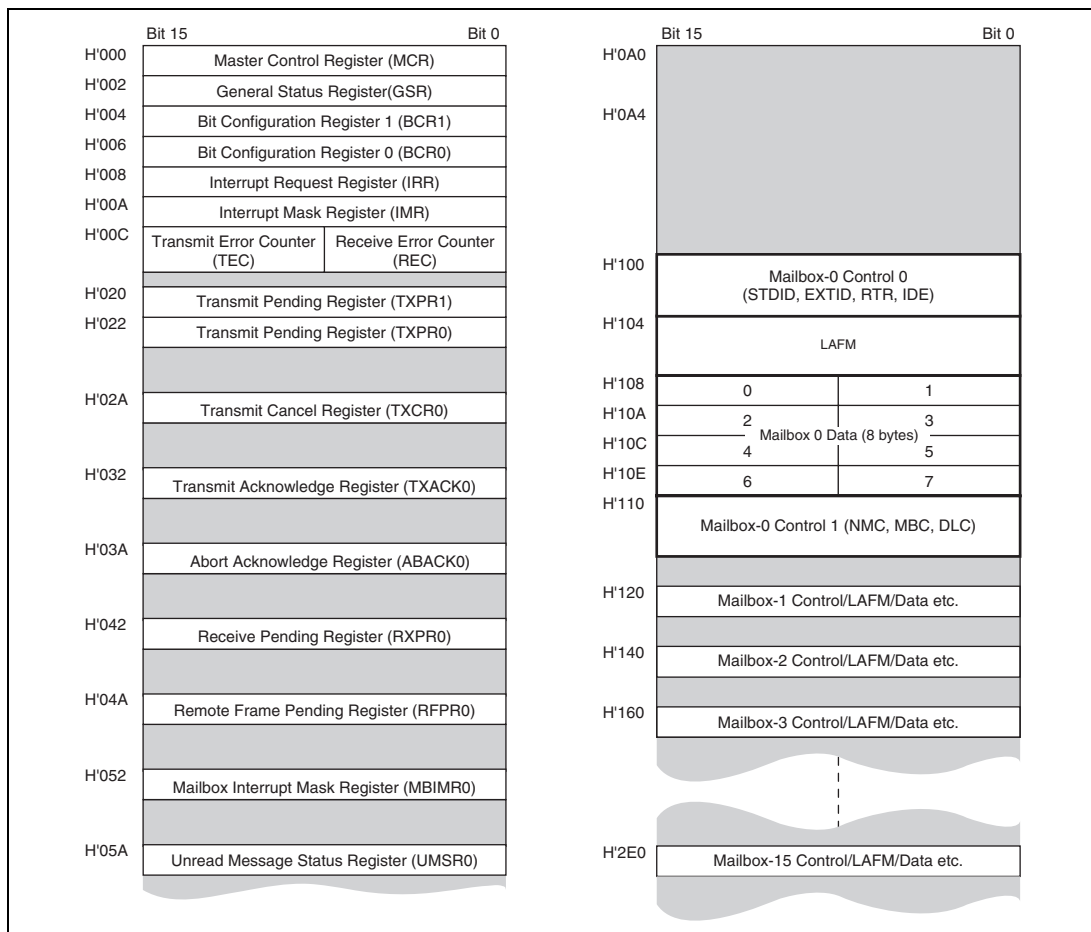 Bit 15 Bit 0
H'000 Master Control Register (MCR)
H'002 General Status Register(GSR)
H'004 Bit Configuration Register 1 (BCR1)
H'006 Bit Configuration Register 0 (BCR0)
H'008 Interrupt Request Register (IRR)
H'00A Interrupt Mask Register (IMR)
H'00C Transmit Error Counter Receive Error Counter
(TEC) (REC)
H'020 Transmit Pending Register (TXPR1)
H'022 Transmit Pending Register (TXPR0)
H'02A Transmit Cancel Register (TXCR0)
H'032 Transmit Acknowledge Register (TXACK0)
H'03A Abort Acknowledge Register (ABACK0)
H'042 Receive Pending Register (RXPR0)
H'04A Remote Frame Pending Register (RFPR0)
H'052 Mailbox Interrupt Mask Register (MBIMR0)
H'05A Unread Message Status Register (UMSR0)
Bit 15 Bit 0
H'0A0
H'0A4
H'100 Mailbox-0 Control 0
(STDID, EXTID, RTR, IDE)
H'104 LAFM
H'108 0 1
H'10A 2 3
Mailbox 0 Data (8 bytes)
H'10C 4 5
H'10E 6 7
H'110 Mailbox-0 Control 1 (NMC, MBC, DLC)
H'120 Mailbox-1 Control/LAFM/Data etc.
H'140 Mailbox-2 Control/LAFM/Data etc.
H'160 Mailbox-3 Control/LAFM/Data etc.
H'2E0 Mailbox-15 Control/LAFM/Data etc.